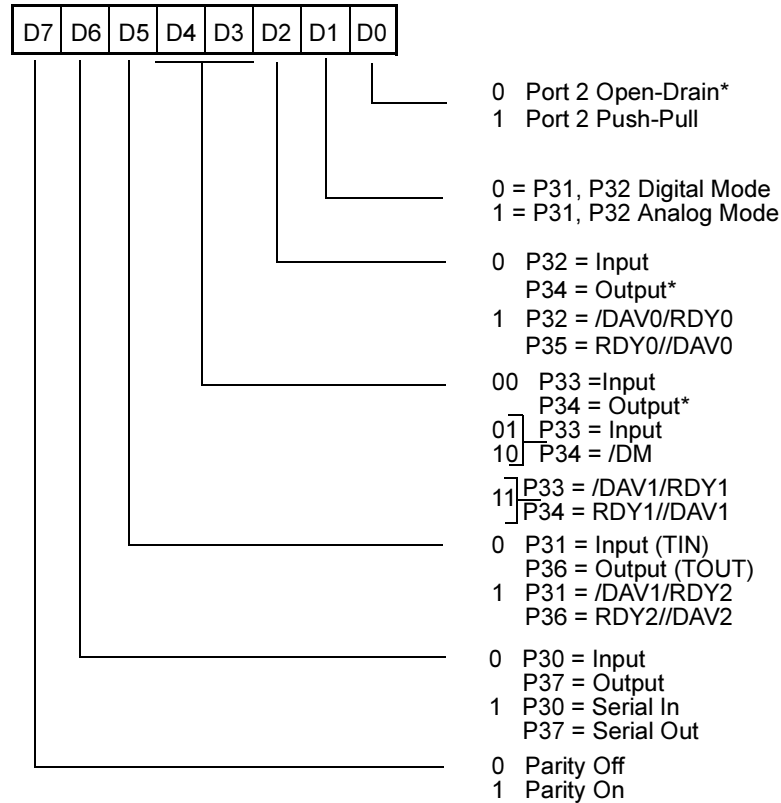 D7 D6 D5 D4 D3 D2 D1 D0
0 Port 2 Open-Drain*
1 Port 2 Push-Pull
0 = P31, P32 Digital Mode
1 = P31, P32 Analog Mode
0 P32 = Input
P34 = Output*
1 P32 = /DAV0/RDY0
P35 = RDY0//DAV0
00 P33 =Input
P34 = Output*
01 P33 = Input
10 P34 = /DM
11 P33 = /DAV1/RDY1
P34 = RDY1//DAV1
0 P31 = Input (TIN)
P36 = Output (TOUT)
1 P31 = /DAV1/RDY2
P36 = RDY2//DAV2
0 P30 = Input
P37 = Output
1 P30 = Serial In
P37 = Serial Out
0 Parity Off
1 Parity On